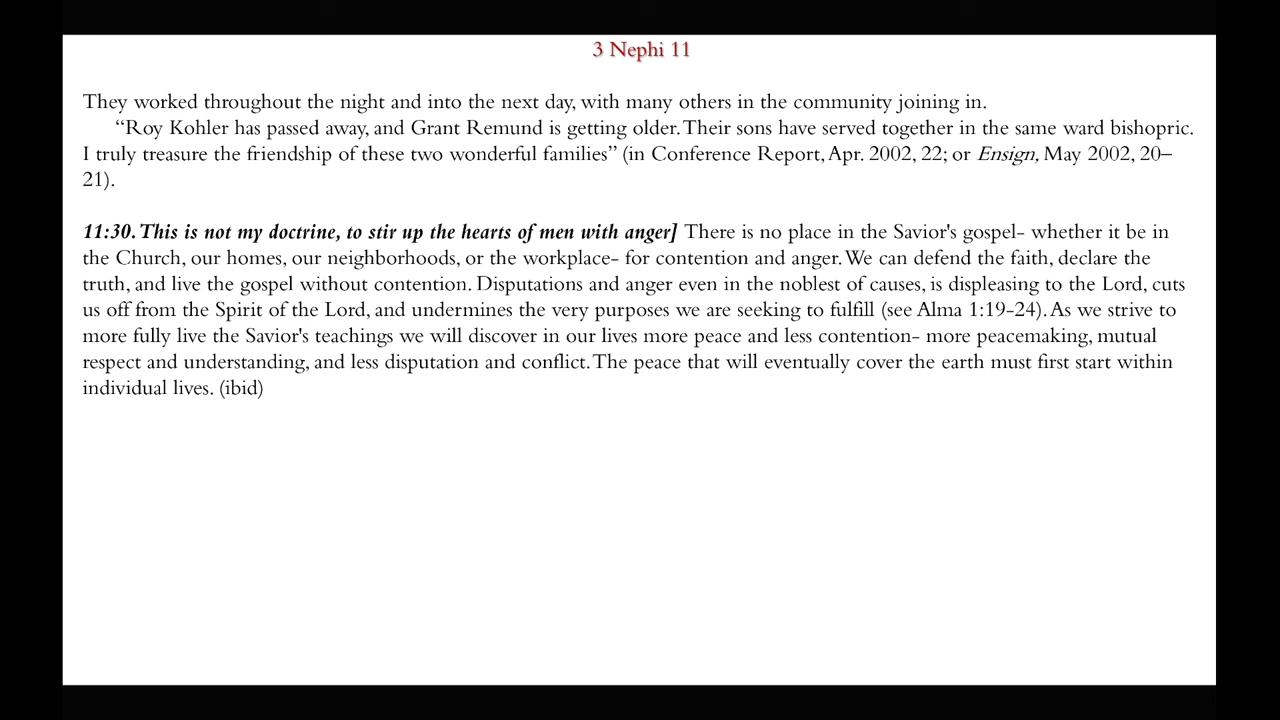 3 Nephi 11
They worked throughout the night and into the next day, with many others in the community joining in.
“Roy Kohler has passed away, and Grant Remund is getting older. Their sons have served together in the same ward bishopric.
I truly treasure the friendship of these two wonderful families” (in Conference Report, Apr. 2002, 22; or Ensign, May 2002, 20–
21).
11:30. This is not my doctrine, to stir up the hearts of men with anger] There is no place in the Savior's gospel- whether it be in
the Church, our homes, our neighborhoods, or the workplace- for contention and anger. We can defend the faith, declare the
truth, and live the gospel without contention. Disputations and anger even in the noblest of causes, is displeasing to the Lord, cuts
us off from the Spirit of the Lord, and undermines the very purposes we are seeking to fulfill (see Alma 1:19-24). As we strive to
more fully live the Savior's teachings we will discover in our lives more peace and less contention- more peacemaking, mutual
respect and understanding, and less disputation and conflict. The peace that will eventually cover the earth must first start within
individual lives. (ibid)